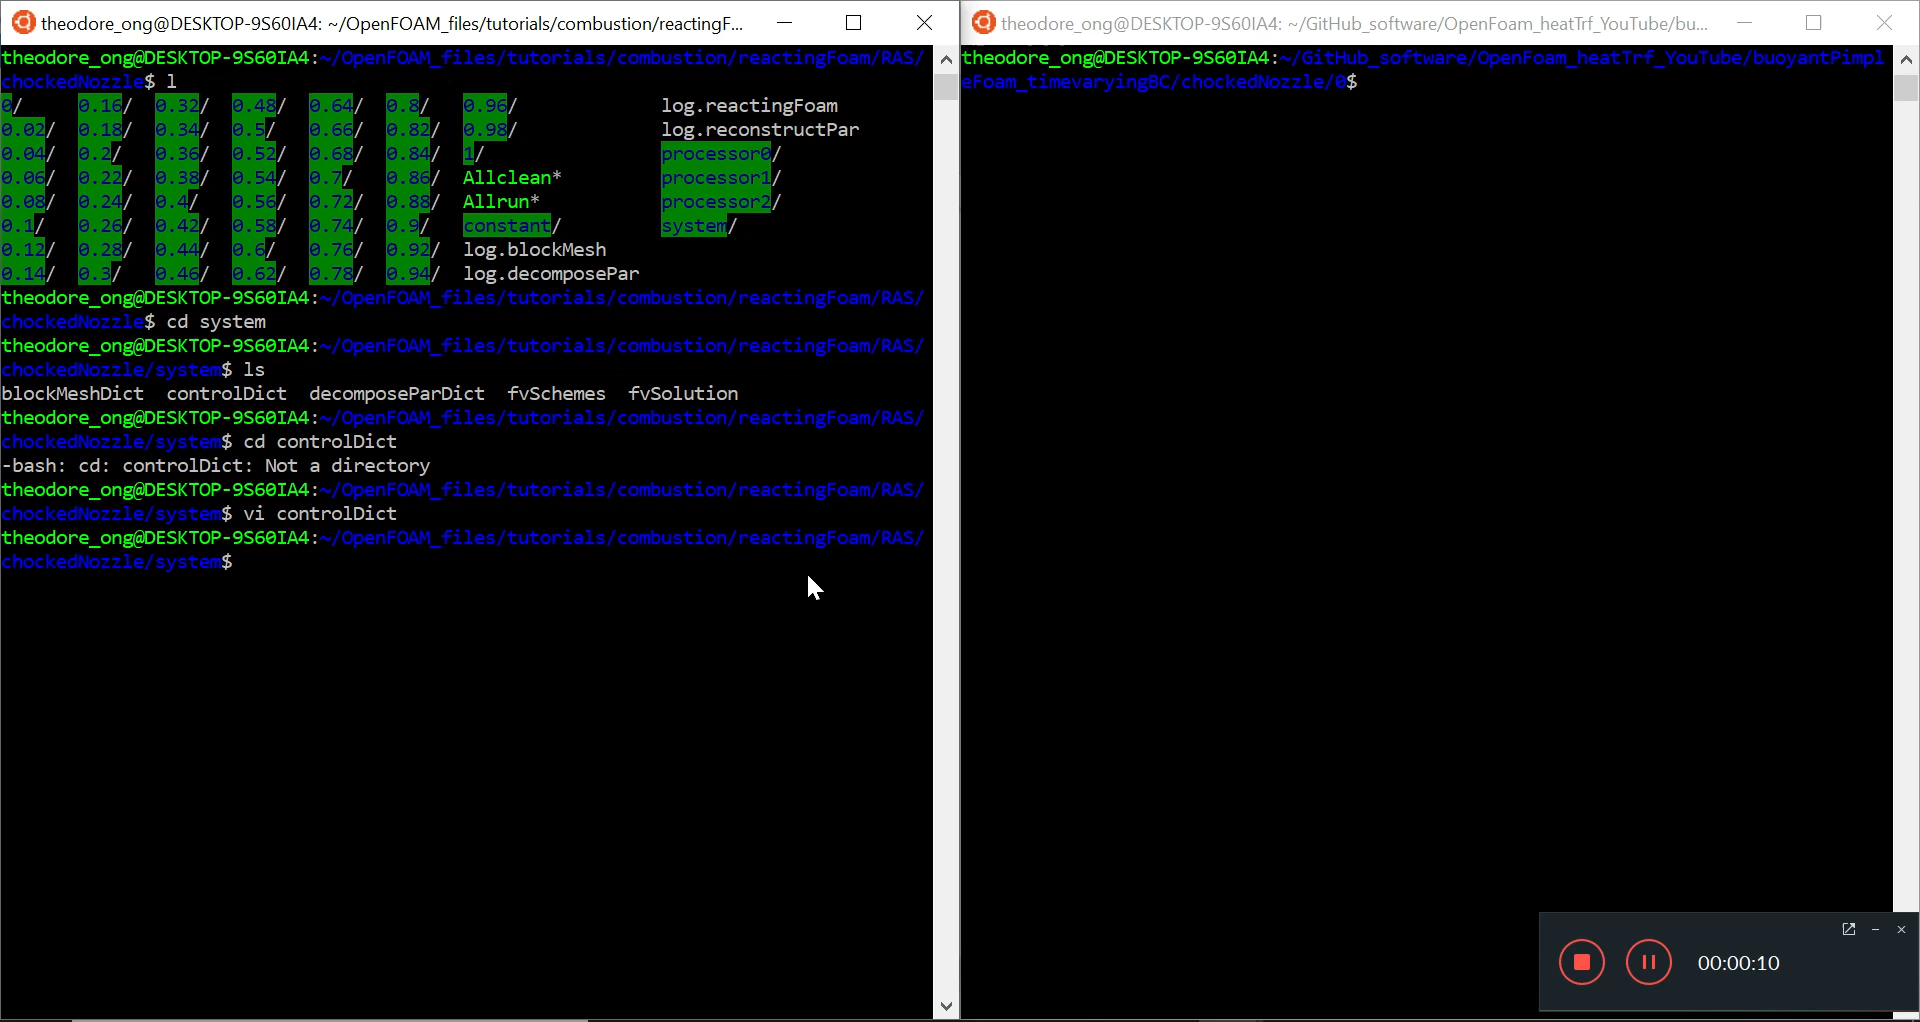 theodore_ong@DESKTOP-9S60IA4: ~/OpenFOAM_files/tutorials/combustion/reactingF...
theodore_ong@DESKTOP-9S60IA4:~/OpenFOAM_files/tutorials/combustion/reactingFoam/RAS/
chockedNozzle$ l
0/ 0.16/ 0.32/ 0.48/ 0.64/ 0.8/ 0.96/ log.reactingFoam
0.02/ 0.18/ 0.34/ 0.5/ 0.66/ 0.82/ 0.98/ log.reconstructPar
0.04/ 0.2/ 0.36/ 0.52/ 0.68/ 0.84/ 1/ processor0/
0.06/ 0.22/ 0.38/ 0.54/ 0.7/ 0.86/ Allclean* processor1/
0.08/ 0.24/ 0.4/ 0.56/ 0.72/ 0.88/ Allrun* processor2/
0.1/ 0.26/ 0.42/ 0.58/ 0.74/ 0.9/ constant/ system/
0.12/ 0.28/ 0.44/ 0.6/ 0.76/ 0.92/ log.blockMesh
0.14/ 0.3/ 0.46/ 0.62/ 0.78/ 0.94/ log.decomposePar
theodore_ong@DESKTOP-9S60IA4:~/OpenFOAM_files/tutorials/combustion/reactingFoam/RAS/
chockedNozzle$ cd system
theodore_ong@DESKTOP-9S60IA4:~/OpenFOAM_files/tutorials/combustion/reactingFoam/RAS/
chockedNozzle/system$ ls
blockMeshDict controlDict decomposeParDict fvSchemes fvSolution
theodore_ong@DESKTOP-9S60IA4:~/OpenFOAM_files/tutorials/combustion/reactingFoam/RAS/
chockedNozzle/system$ cd controlDict
-bash: cd: controlDict: Not a directory
theodore_ong@DESKTOP-9S60IA4:~/OpenFOAM_files/tutorials/combustion/reactingFoam/RAS/
chockedNozzle/system$ vi controlDict
theodore_ong@DESKTOP-9S60IA4:~/OpenFOAM_files/tutorials/combustion/reactingFoam/RAS/
chockedNozzle/system$
theodore_ong@DESKTOP-9S60IA4: ~/GitHub_software/OpenFoam_heatTrf_YouTube/bu...
theodore_ong@DESKTOP-9S60IA4:~/GitHub_software/OpenFoam_heatTrf_YouTube/buoyantPimpl
eFoam_timevaryingBC/chockedNozzle/0$
00:00:10